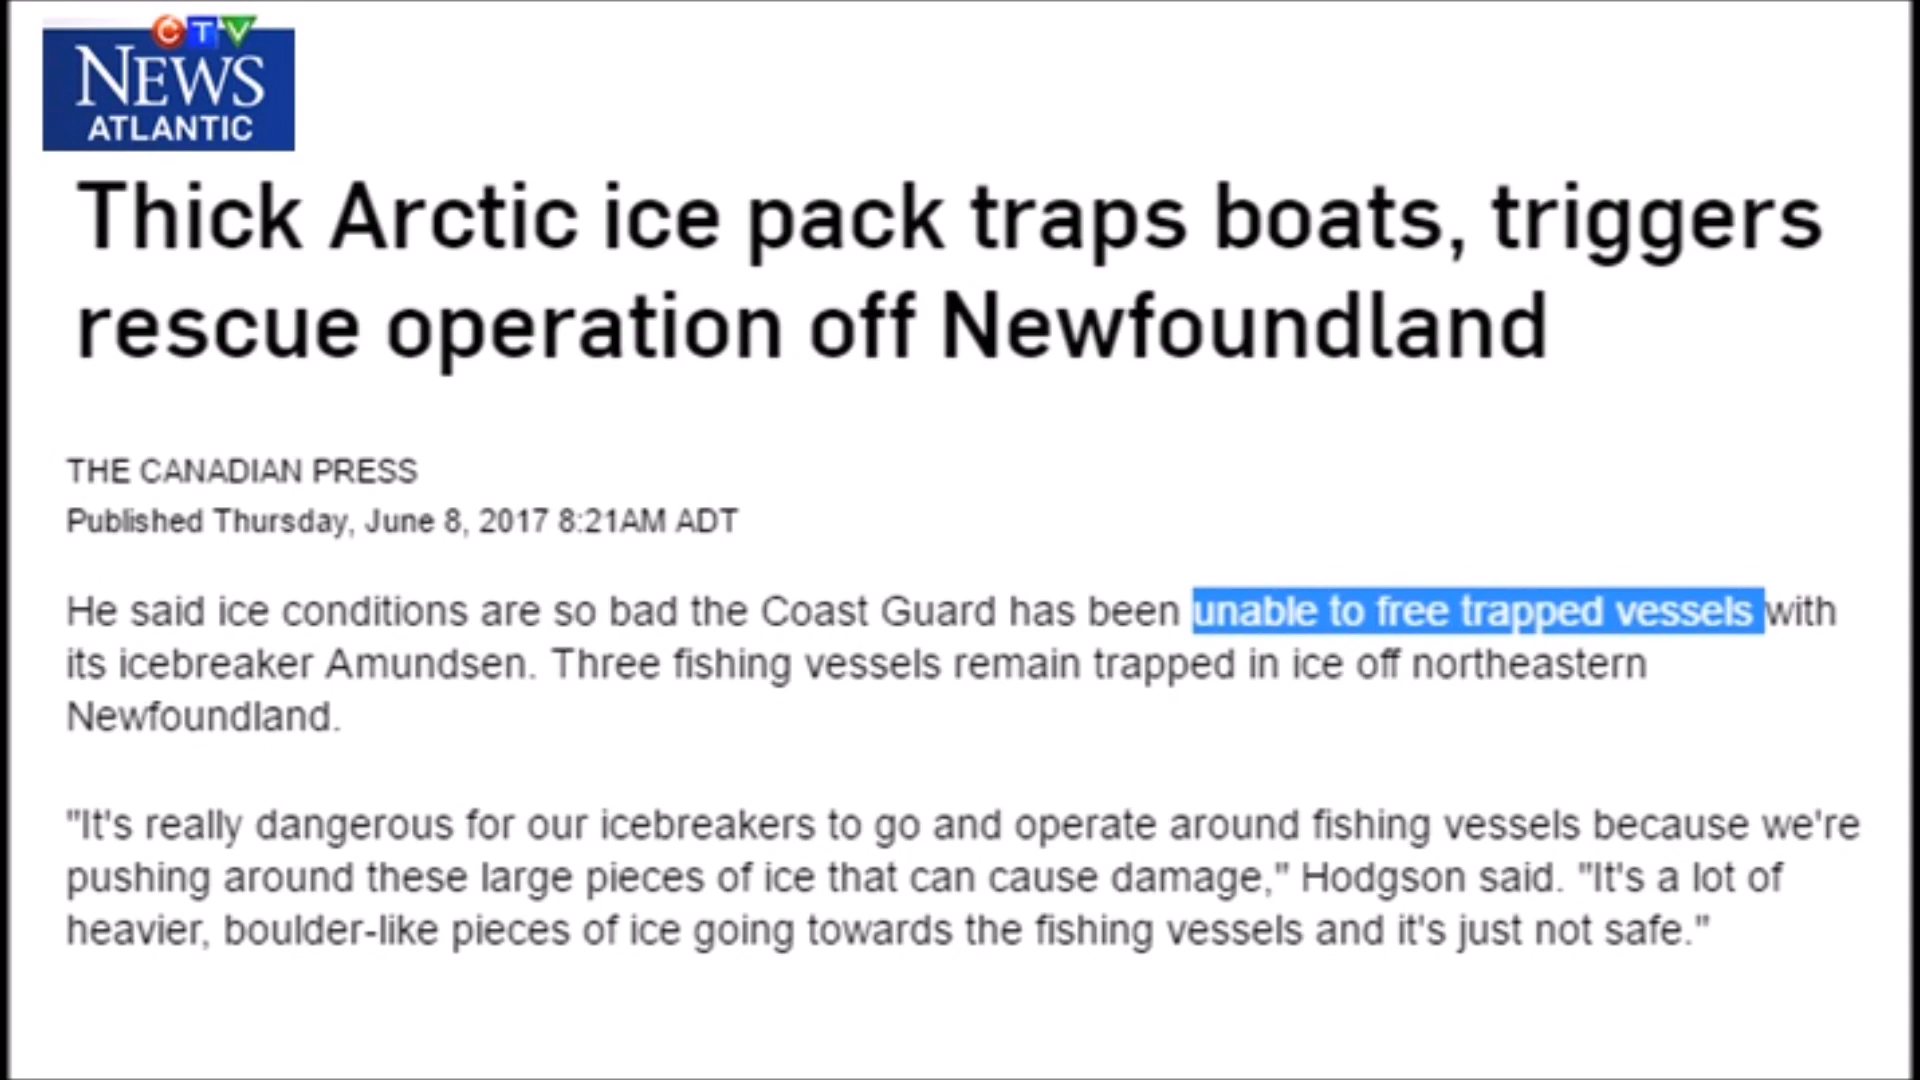 CTV
NEWS
ATLANTIC
Thick Arctic ice pack traps boats, triggers
rescue operation off Newfoundland
THE CANADIAN PRESS
Published Thursday, June 8, 2017 8:21AM ADT
He said ice conditions are so bad the Coast Guard has been unable to free trapped vessels with
its icebreaker Amundsen. Three fishing vessels remain trapped in ice off northeastern
Newfoundland.
"It's really dangerous for our icebreakers to go and operate around fishing vessels because we're
pushing around these large pieces of ice that can cause damage," Hodgson said. "It's a lot of
heavier, boulder-like pieces of ice going towards the fishing vessels and it's just not safe."